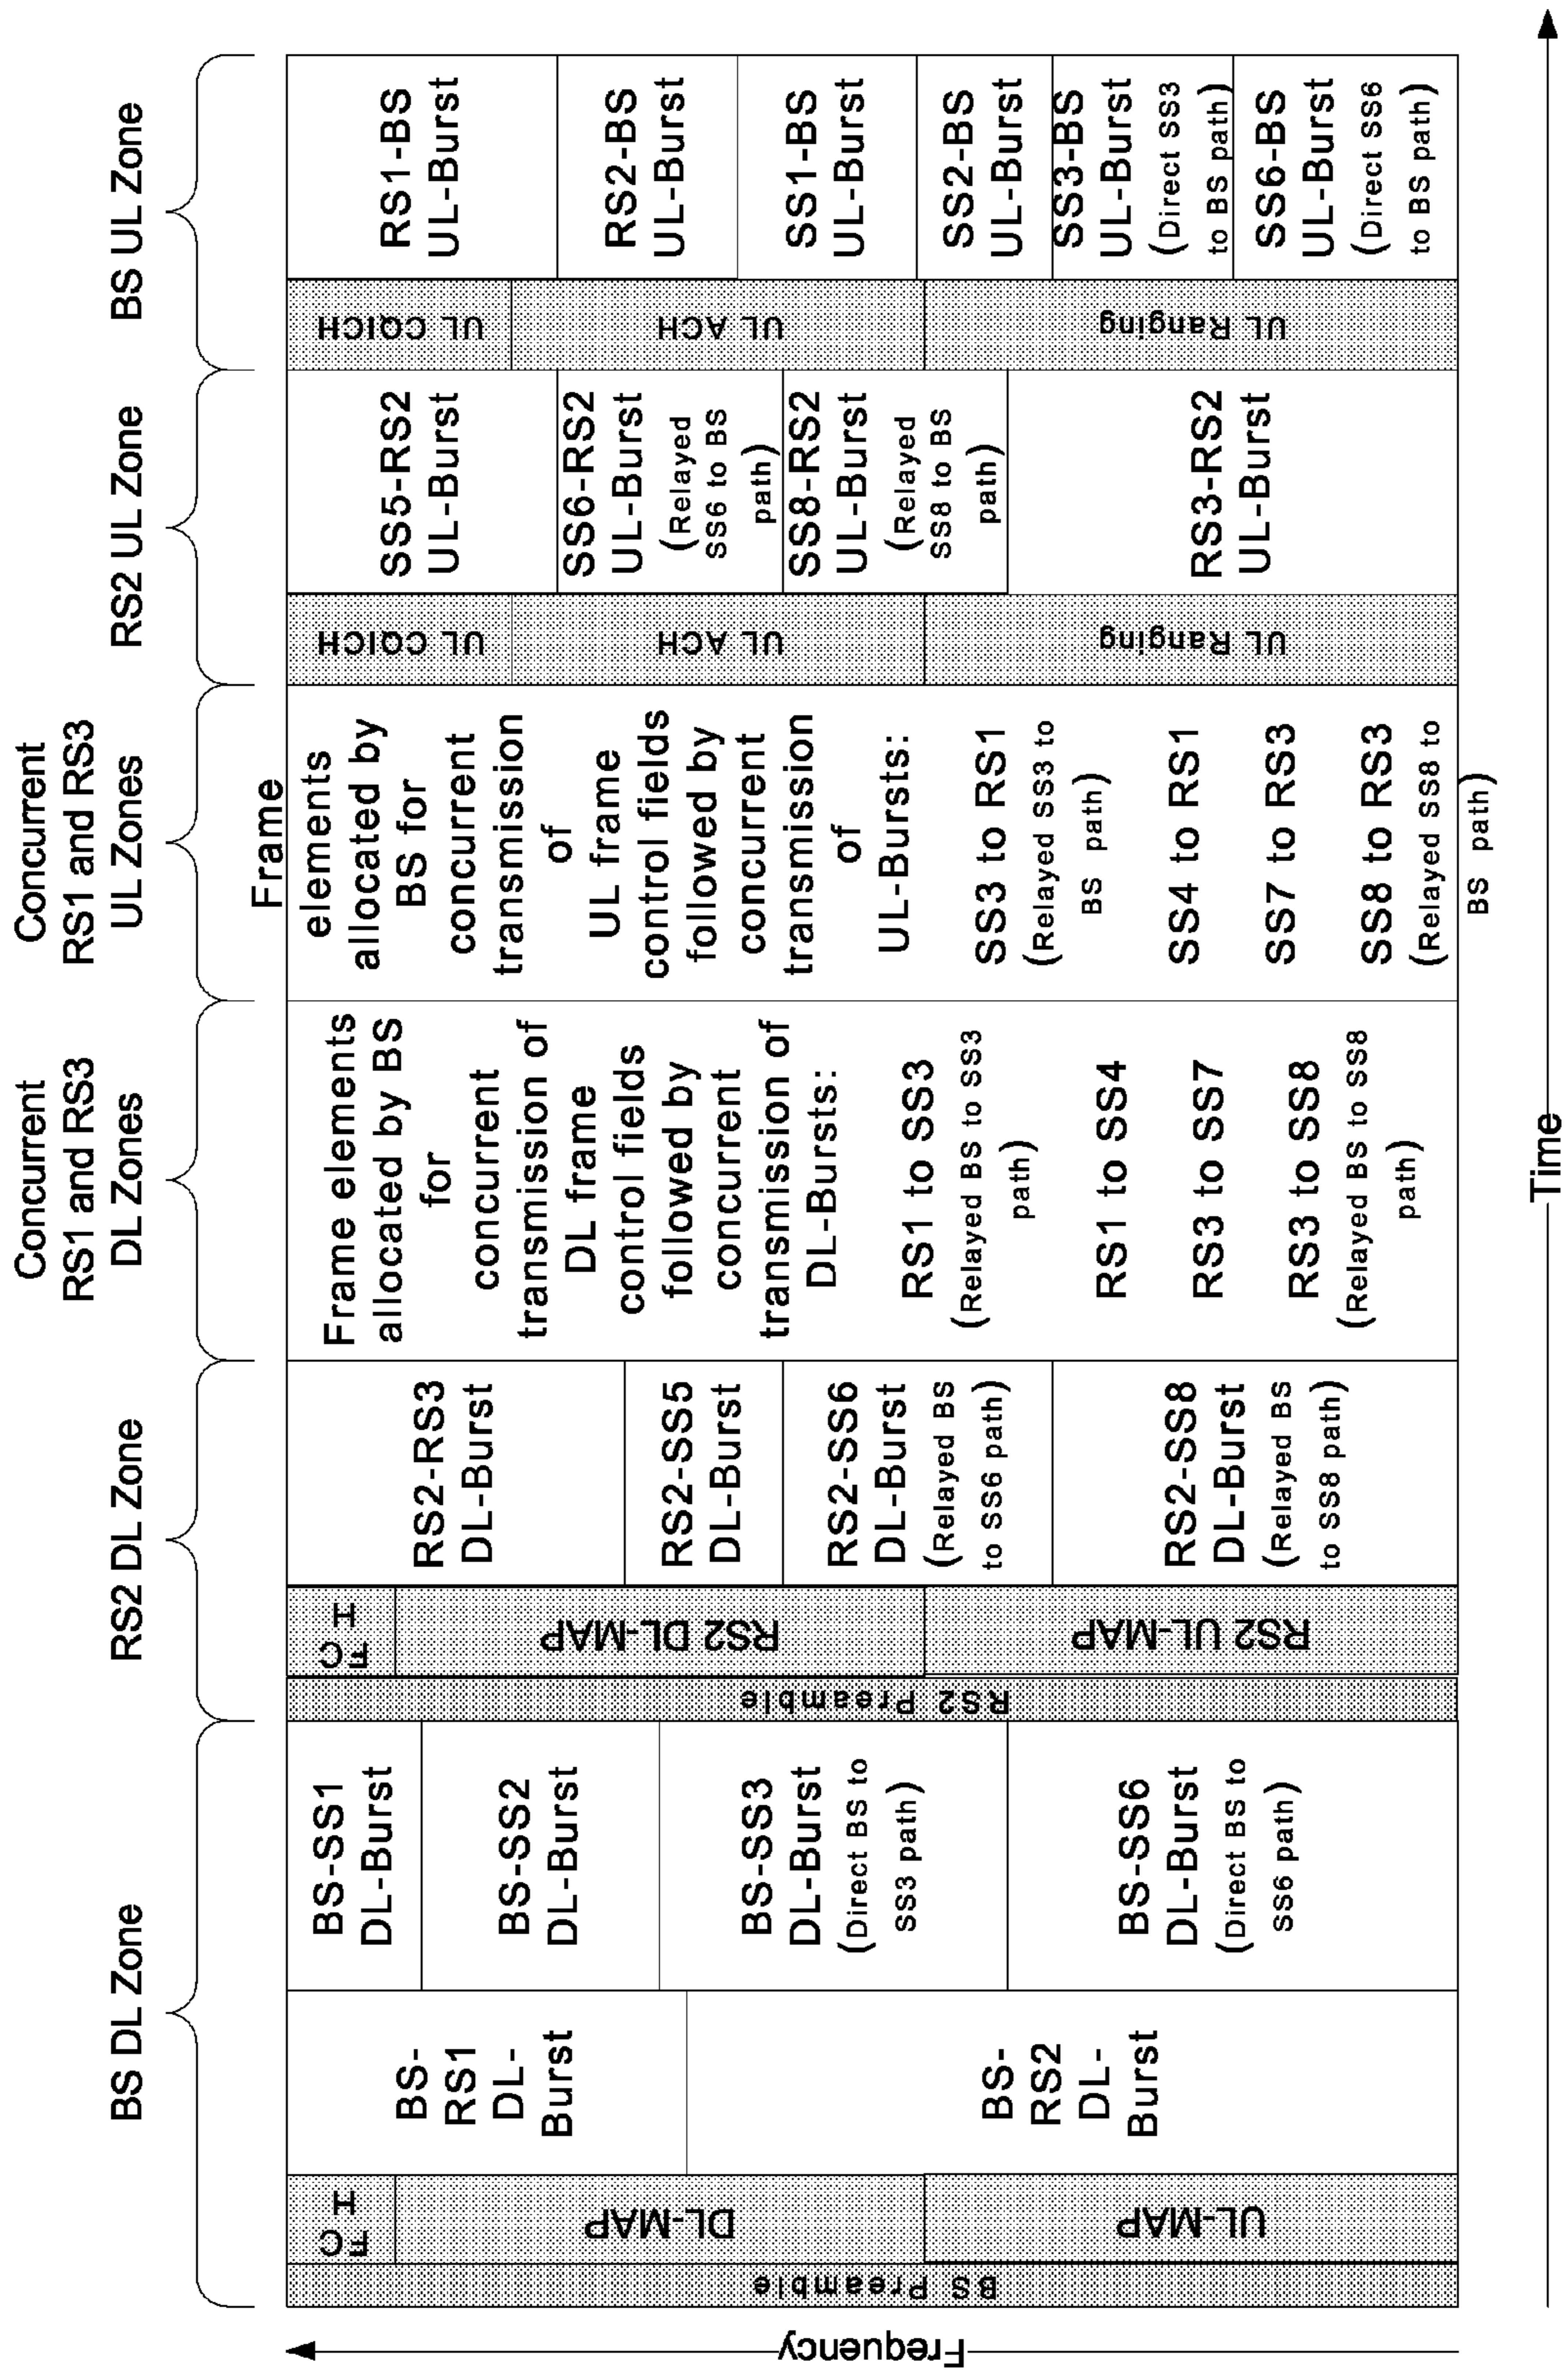 BS DL Zone
RS2 DL Zone
Concurrent
RS1 and RS3
DL Zones
Concurrent
RS1 and RS3
UL Zones
RS2 UL Zone
BS UL Zone
Frequency
BS Preamble
FC
H
DL-MAP
UL-MAP
BS-
RS1
DL-
Burst
BS-
RS2
DL-
Burst
BS-SS1
DL-Burst
BS-SS2
DL-Burst
BS-SS3
DL-Burst
(Direct BS to
SS3 path)
BS-SS6
DL-Burst
(Direct BS to
SS6 path)
RS2 Preamble
FC
H
RS2 DL-MAP
RS2 UL-MAP
RS2-RS3
DL-Burst
RS2-SS5
DL-Burst
RS2-SS6
DL-Burst
(Relayed BS
to SS6 path)
RS2-SS8
DL-Burst
(Relayed BS
to SS8 path)
Frame elements
allocated by BS
for
concurrent
transmission of
DL frame
control fields
followed by
concurrent
transmission of
DL-Bursts:
RS1 to SS3
(Relayed BS to SS3
path)
RS1 to SS4
RS3 to SS7
RS3 to SS8
(Relayed BS to SS8
path)
Frame
elements
allocated by
BS for
concurrent
transmission
of
UL frame
control fields
followed by
concurrent
transmission
of
UL-Bursts:
SS3 to RS1
(Relayed SS3 to
BS path)
SS4 to RS1
SS7 to RS3
SS8 to RS3
(Relayed SS8 to
BS path)
UL CQICH
UL ACH
UL Ranging
SS5-RS2
UL-Burst
SS6-RS2
UL-Burst
(Relayed
SS6 to BS
path)
SS8-RS2
UL-Burst
(Relayed
SS8 to BS
path)
RS3-RS2
UL-Burst
UL CQICH
UL ACH
UL Ranging
RS1-BS
UL-Burst
RS2-BS
UL-Burst
SS1-BS
UL-Burst
SS2-BS
UL-Burst
SS3-BS
UL-Burst
(Direct SS3
to BS path)
SS6-BS
UL-Burst
(Direct SS6
to BS path)
Time